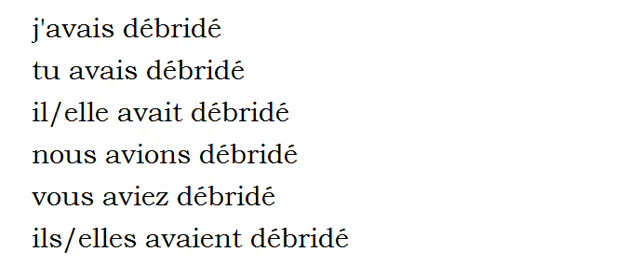 j'avais débridé
tu avais débridé
il/elle avait débridé
nous avions débridé
vous aviez débridé
ils/elles avaient débridé